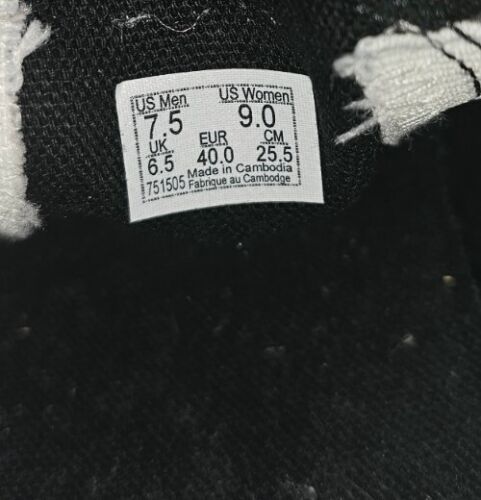 US Men US Women
7.5 9.0
UK EUR CM
6.5 40.0 25.5
751505 Made in Cambodia
Fabrique au Cambodge